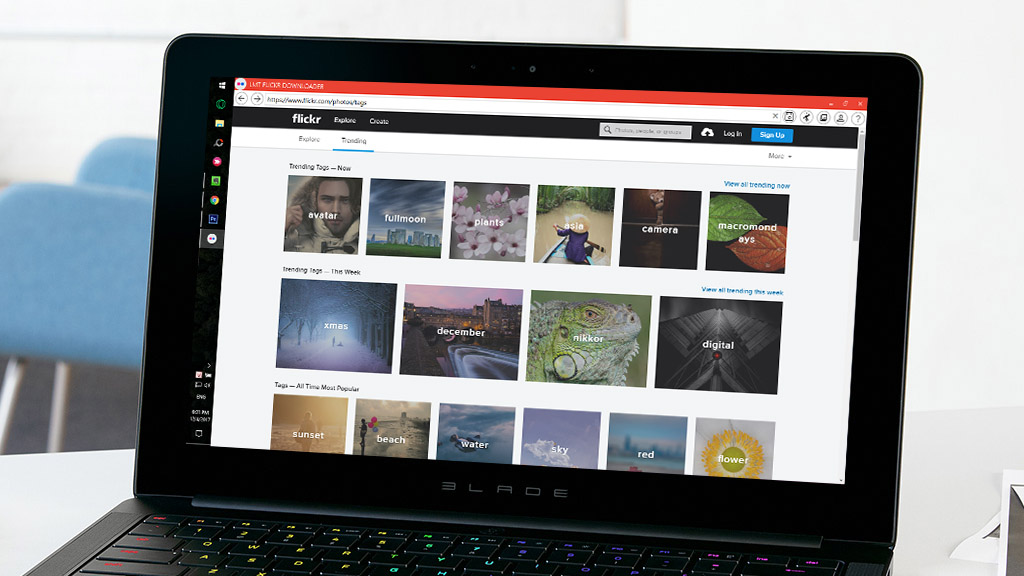 LMT FLICKR DOWNLOADER
https://www.flickr.com/photos/tags
flickr Explore Create
Photos, people, or groups
Log In
Sign Up
Explore Trending
More
Trending Tags — Now
View all trending now
avatar
fullmoon
plants
asia
camera
macromond
ays
Trending Tags — This Week
View all trending this week
xmas
december
nikkor
digital
Tags — All Time Most Popular
sunset
beach
water
sky
red
flower
ENG
BLADE